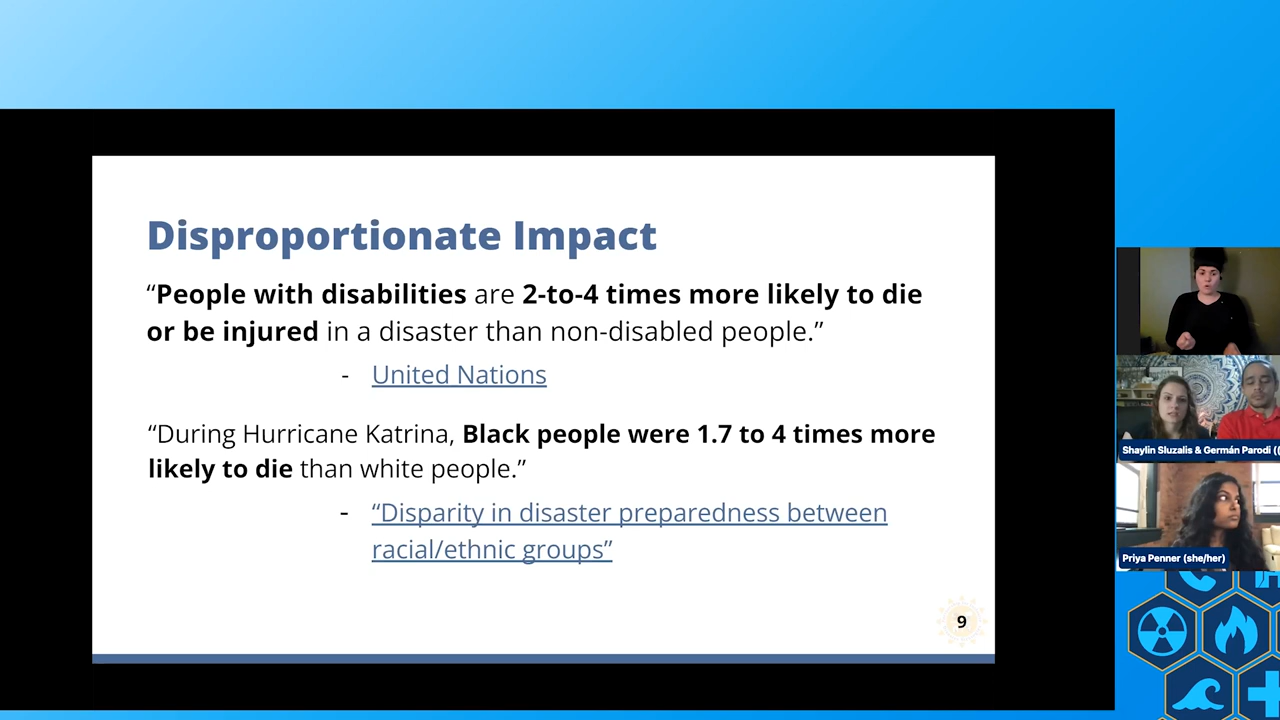 Disproportionate Impact
“People with disabilities are 2-to-4 times more likely to die
or be injured in a disaster than non-disabled people.”
- United Nations
“During Hurricane Katrina, Black people were 1.7 to 4 times more
likely to die than white people.”
- “Disparity in disaster preparedness between
racial/ethnic groups”
9
Shaylin Sluzalis & Germán Parodi ((
Priya Penner (she/her)